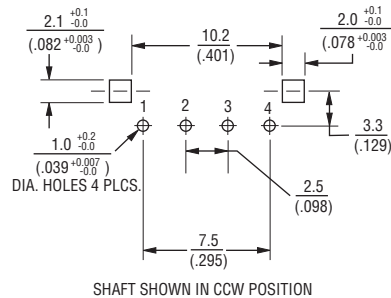 2.1 +0.1 -0.0
(.082 +0.003 -0.0)
10.2
(.401)
2.0 +0.1 -0.0
(.078 +0.003 -0.0)
1 2 3 4
1.0 +0.2 -0.0
(.039 +0.007 -0.0)
DIA. HOLES 4 PLCS.
3.3
(.129)
2.5
(.098)
7.5
(.295)
SHAFT SHOWN IN CCW POSITION